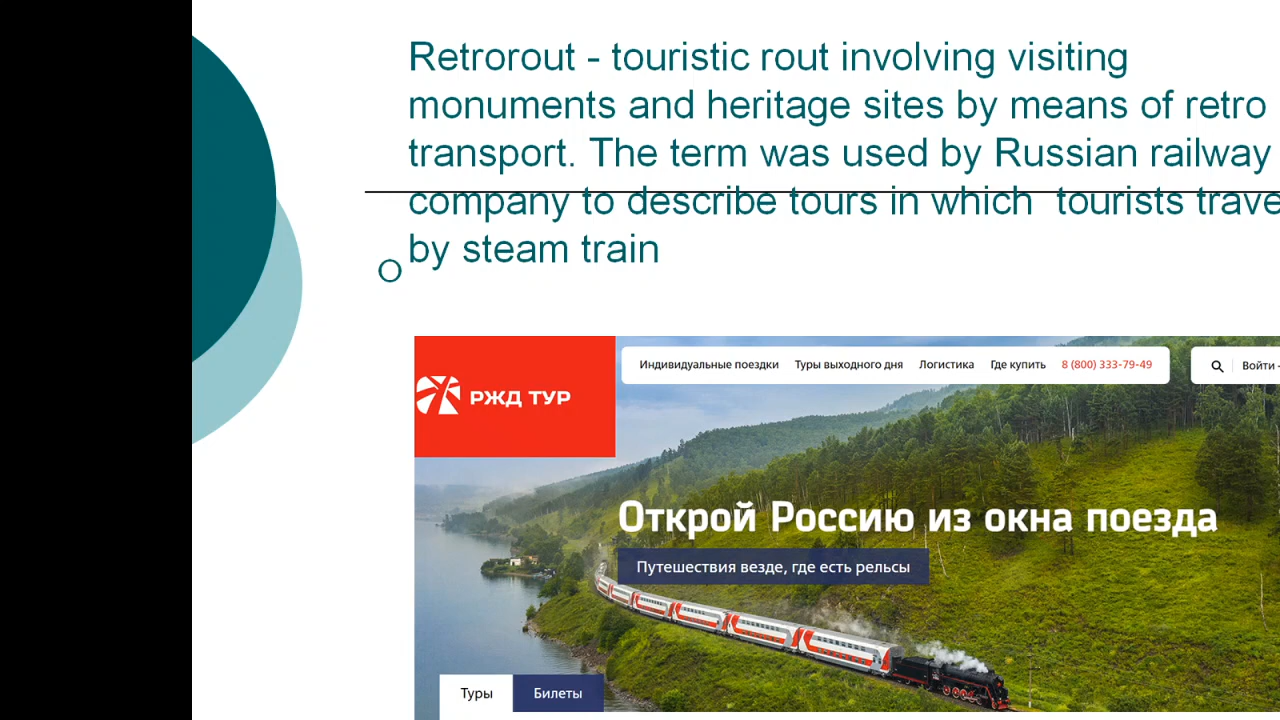 Retrorout - touristic rout involving visiting
monuments and heritage sites by means of retro
transport. The term was used by Russian railway
company to describe tours in which tourists trave
by steam train
РЖД ТУР
Индивидуальные поездки Туры выходного дня Логистика Где купить 8 (800) 333-79-49
Войти
Открой Россию из окна поезда
Путешествия везде, где есть рельсы
Туры Билеты